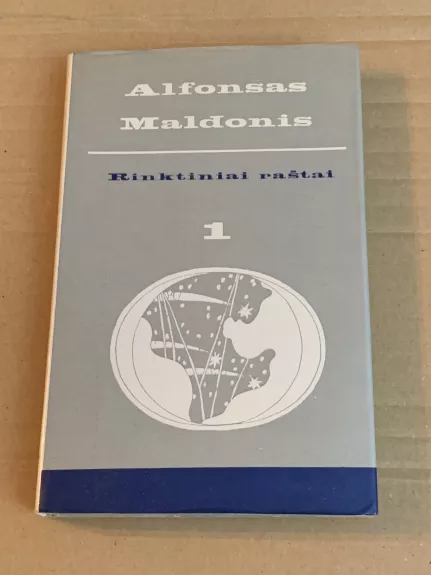 Alfonsas
Maldonis
Rinktiniai raštai
1